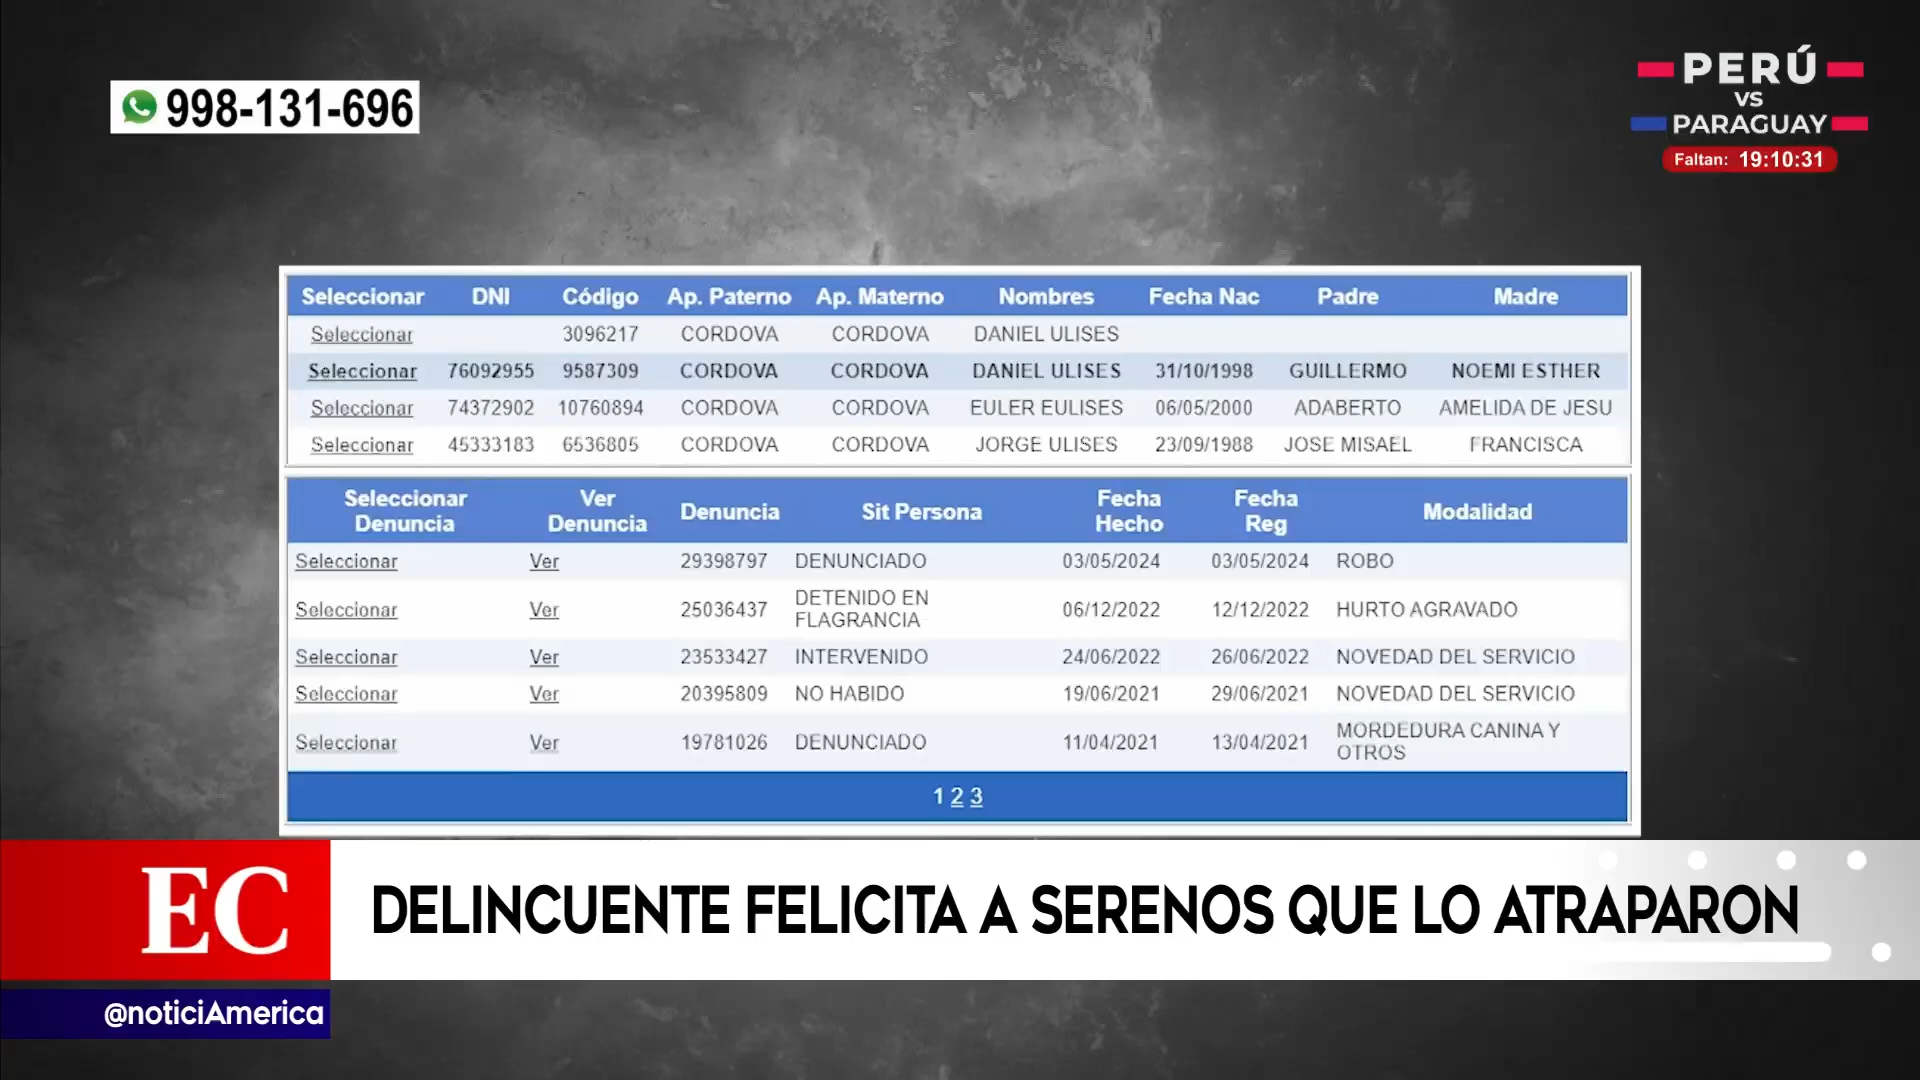 998-131-696
PERÚ
VS
PARAGUAY
Faltan: 19:10:31
Seleccionar DNI Código Ap. Paterno Ap. Materno Nombres Fecha Nac Padre Madre
Seleccionar 3096217 CORDOVA CORDOVA DANIEL ULISES
Seleccionar 76092955 9587309 CORDOVA CORDOVA DANIEL ULISES 31/10/1998 GUILLERMO NOEMI ESTHER
Seleccionar 74372902 10760894 CORDOVA CORDOVA EULER EULISES 06/05/2000 ADABERTO AMELIDA DE JESU
Seleccionar 45333183 6536805 CORDOVA CORDOVA JORGE ULISES 23/09/1988 JOSE MISAEL FRANCISCA
Seleccionar Denuncia Ver Denuncia Denuncia Sit Persona Fecha Hecho Fecha Reg Modalidad
Seleccionar Ver 29398797 DENUNCIADO 03/05/2024 03/05/2024 ROBO
Seleccionar Ver 25036437 DETENIDO EN FLAGRANCIA 06/12/2022 12/12/2022 HURTO AGRAVADO
Seleccionar Ver 23533427 INTERVENIDO 24/06/2022 26/06/2022 NOVEDAD DEL SERVICIO
Seleccionar Ver 20395809 NO HABIDO 19/06/2021 29/06/2021 NOVEDAD DEL SERVICIO
Seleccionar Ver 19781026 DENUNCIADO 11/04/2021 13/04/2021 MORDEDURA CANINA Y OTROS
1 2 3
EC
DELINCUENTE FELICITA A SERENOS QUE LO ATRAPARON
@noticiAmerica